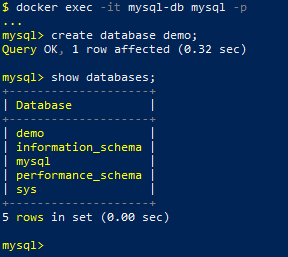 $ docker exec -it mysql-db mysql -p
...
mysql> create database demo;
Query OK, 1 row affected (0.32 sec)
mysql> show databases;
+--------------------+
| Database           |
+--------------------+
| demo               |
| information_schema |
| mysql              |
| performance_schema |
| sys                |
+--------------------+
5 rows in set (0.00 sec)
mysql>